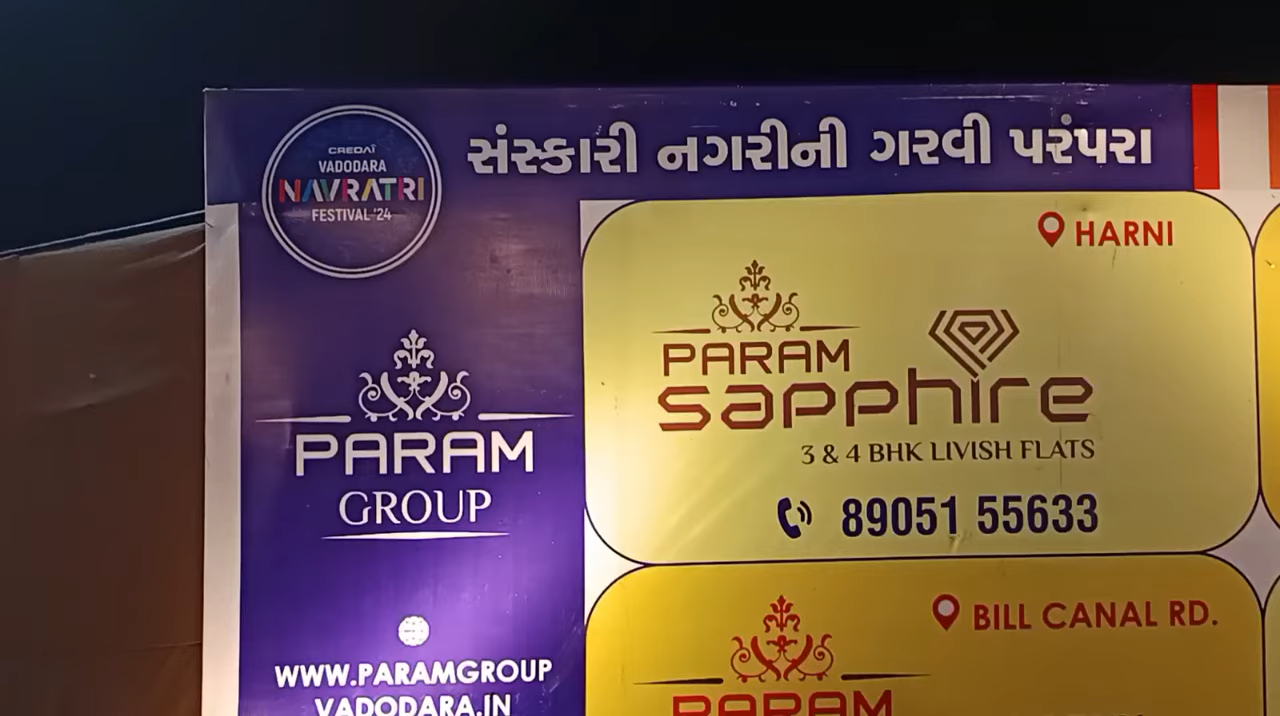 CREDAI
VADODARA
NAVRATRI
FESTIVAL '24
સંસ્કારી નગરીની ગરવી પરંપરા
PARAM
GROUP
WWW.PARAMGROUP
VADODARA.IN
HARNI
PARAM
sapphire
3 & 4 BHK LIVISH FLATS
89051 55633
BILL CANAL RD.
PARAM